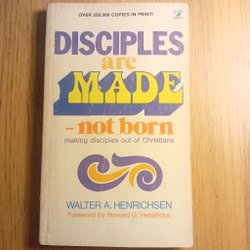 OVER 255,000 COPIES IN PRINT!
DISCIPLES
are
MADE
– not born
making disciples out of Christians
WALTER A. HENRICHSEN
Foreword by Howard G. Hendricks